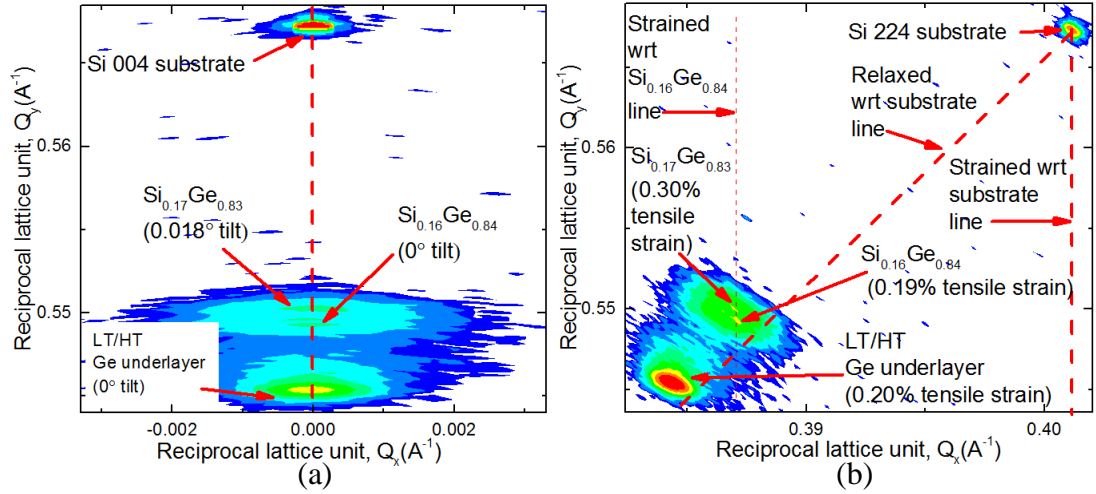 Si 004 substrate
0.56
Si0.17Ge0.83
(0.018° tilt)
Si0.16Ge0.84
(0° tilt)
0.55
LT/HT
Ge underlayer
(0° tilt)
-0.002
0.000
0.002
Reciprocal lattice unit, Qy(A-1)
Reciprocal lattice unit, Qx(A-1)
(a)
Strained
wrt
Si0.16Ge0.84
line
Si 224 substrate
Relaxed
wrt substrate
line
0.56
Si0.17Ge0.83
(0.30%
tensile
strain)
Strained wrt
substrate
line
Si0.16Ge0.84
(0.19% tensile strain)
0.55
LT/HT
Ge underlayer
(0.20% tensile strain)
0.39
0.40
Reciprocal lattice unit, Qy(A-1)
Reciprocal lattice unit, Qx(A-1)
(b)